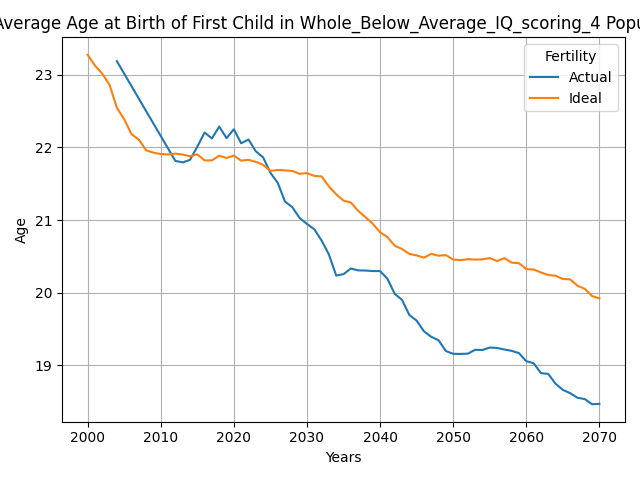 Average Age at Birth of First Child in Whole_Below_Average_IQ_scoring_4 Popu
Fertility
Actual
Ideal
23
22
21
20
19
Age
2000 2010 2020 2030 2040 2050 2060 2070
Years